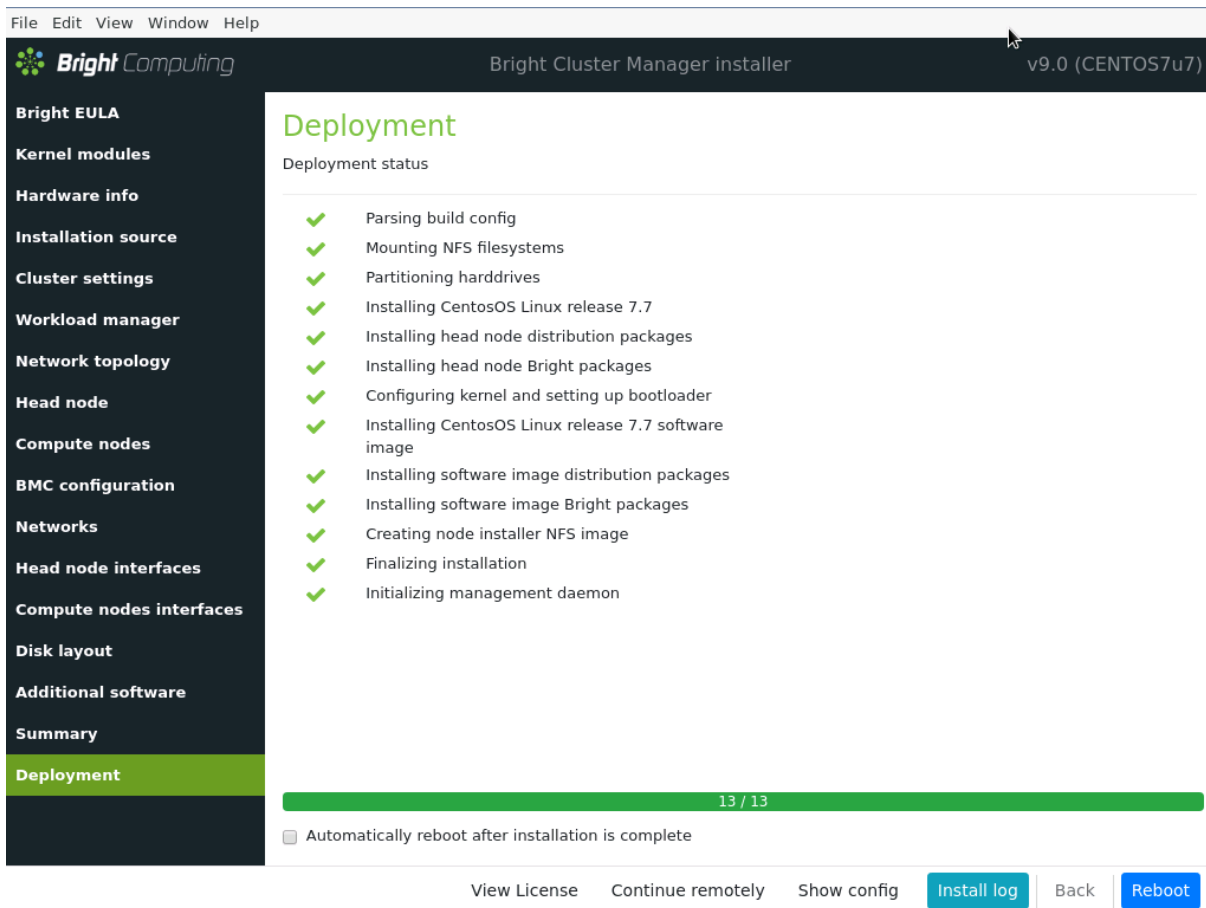 File Edit View Window Help
Bright Computing
Bright Cluster Manager installer
v9.0 (CENTOS7u7)
Bright EULA
Kernel modules
Hardware info
Installation source
Cluster settings
Workload manager
Network topology
Head node
Compute nodes
BMC configuration
Networks
Head node interfaces
Compute nodes interfaces
Disk layout
Additional software
Summary
Deployment
Deployment
Deployment status
Parsing build config
Mounting NFS filesystems
Partitioning harddrives
Installing CentosOS Linux release 7.7
Installing head node distribution packages
Installing head node Bright packages
Configuring kernel and setting up bootloader
Installing CentosOS Linux release 7.7 software
image
Installing software image distribution packages
Installing software image Bright packages
Creating node installer NFS image
Finalizing installation
Initializing management daemon
13 / 13
Automatically reboot after installation is complete
View License Continue remotely Show config Install log Back Reboot